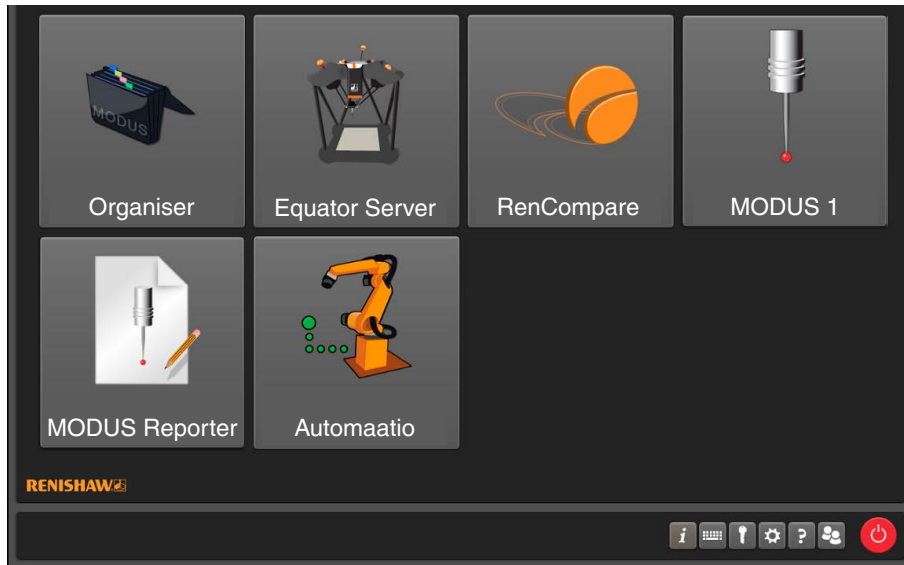 MODUS
Organiser
Equator Server
RenCompare
MODUS 1
MODUS Reporter
Automaatio
RENISHAW
i
?